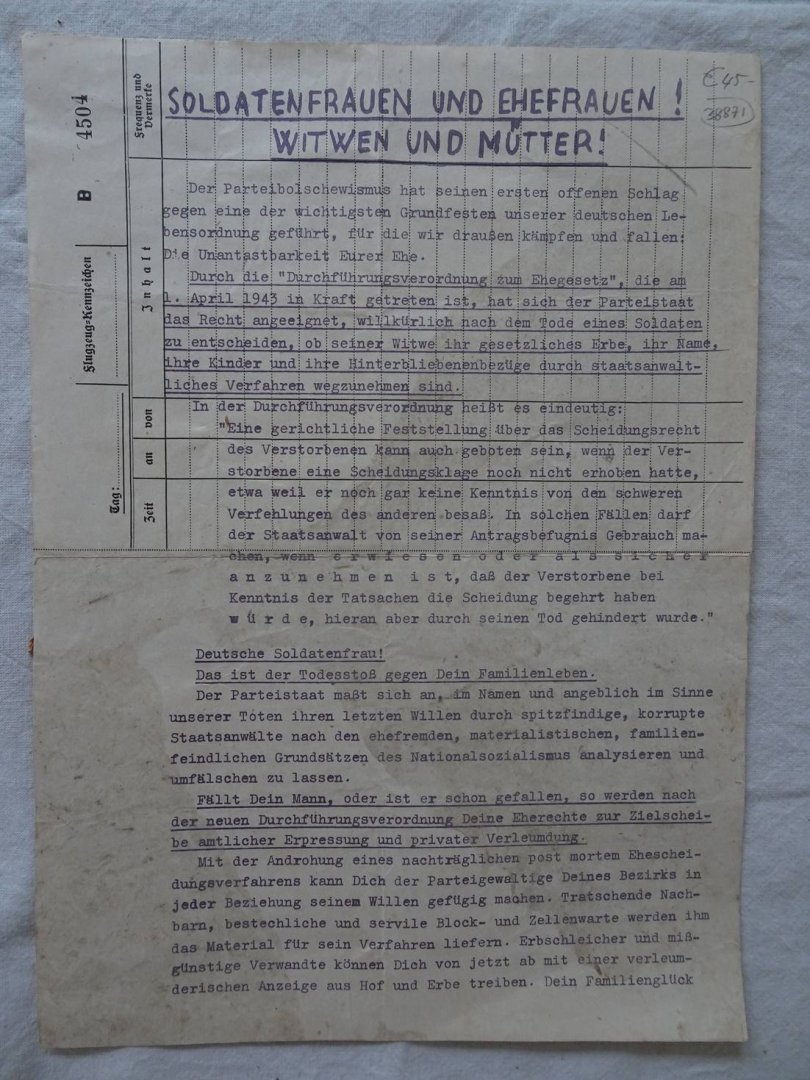 SOLDATENFRAUEN UND EHEFRAUEN !
WITWEN UND MÜTTER!
€ 45-
38871
B 4504
Flugzeug=Kennzeichen
Tag:
Frequenz und
Vermerke
Inhalt
von
an
Zeit
Der Parteibolschewismus hat seinen ersten offenen Schlag
gegen eine der wichtigsten Grundfesten unserer deutschen Le-
bensordnung geführt, für die wir draußen kämpfen und fallen:
Die Unantastbarkeit Eurer Ehe.
Durch die "Durchführungsverordnung zum Ehegesetz", die am
1. April 1943 in Kraft getreten ist, hat sich der Parteistaat
das Recht angeeignet, willkürlich nach dem Tode eines Soldaten
zu entscheiden, ob seiner Witwe ihr gesetzliches Erbe, ihr Name,
ihre Kinder und ihre Hinterbliebenenbezüge durch staatsanwalt-
liches Verfahren wegzunehmen sind.
In der Durchführungsverordnung heißt es eindeutig:
"Eine gerichtliche Feststellung über das Scheidungsrecht
des Verstorbenen kann auch geboten sein, wenn der Ver-
storbene eine Scheidungsklage noch nicht erhoben hatte,
etwa weil er noch gar keine Kenntnis von den schweren
Verfehlungen des anderen besaß. In solchen Fällen darf
der Staatsanwalt von seiner Antragsbefugnis Gebrauch ma-
chen, wenn e r w i e s e n o d e r a l s s i c h e r
a n z u n e h m e n i s t, daß der Verstorbene bei
Kenntnis der Tatsachen die Scheidung begehrt haben
w ü r d e, hieran aber durch seinen Tod gehindert wurde."
Deutsche Soldatenfrau!
Das ist der Todesstoß gegen Dein Familienleben.
Der Parteistaat maßt sich an, im Namen und angeblich im Sinne
unserer Toten ihren letzten Willen durch spitzfindige, korrupte
Staatsanwälte nach den ehefremden, materialistischen, familien-
feindlichen Grundsätzen des Nationalsozialismus analysieren und
umfälschen zu lassen.
Fällt Dein Mann, oder ist er schon gefallen, so werden nach
der neuen Durchführungsverordnung Deine Eherechte zur Zielschei-
be amtlicher Erpressung und privater Verleumdung.
Mit der Androhung eines nachträglichen post mortem Eheschei-
dungsverfahrens kann Dich der Parteigewaltige Deines Bezirks in
jeder Beziehung seinem Willen gefügig machen. Tratschende Nach-
barn, bestechliche und servile Block- und Zellenwarte werden ihm
das Material für sein Verfahren liefern. Erbschleicher und miß-
günstige Verwandte können Dich von jetzt ab mit einer verleum-
derischen Anzeige aus Hof und Erbe treiben. Dein Familienglück